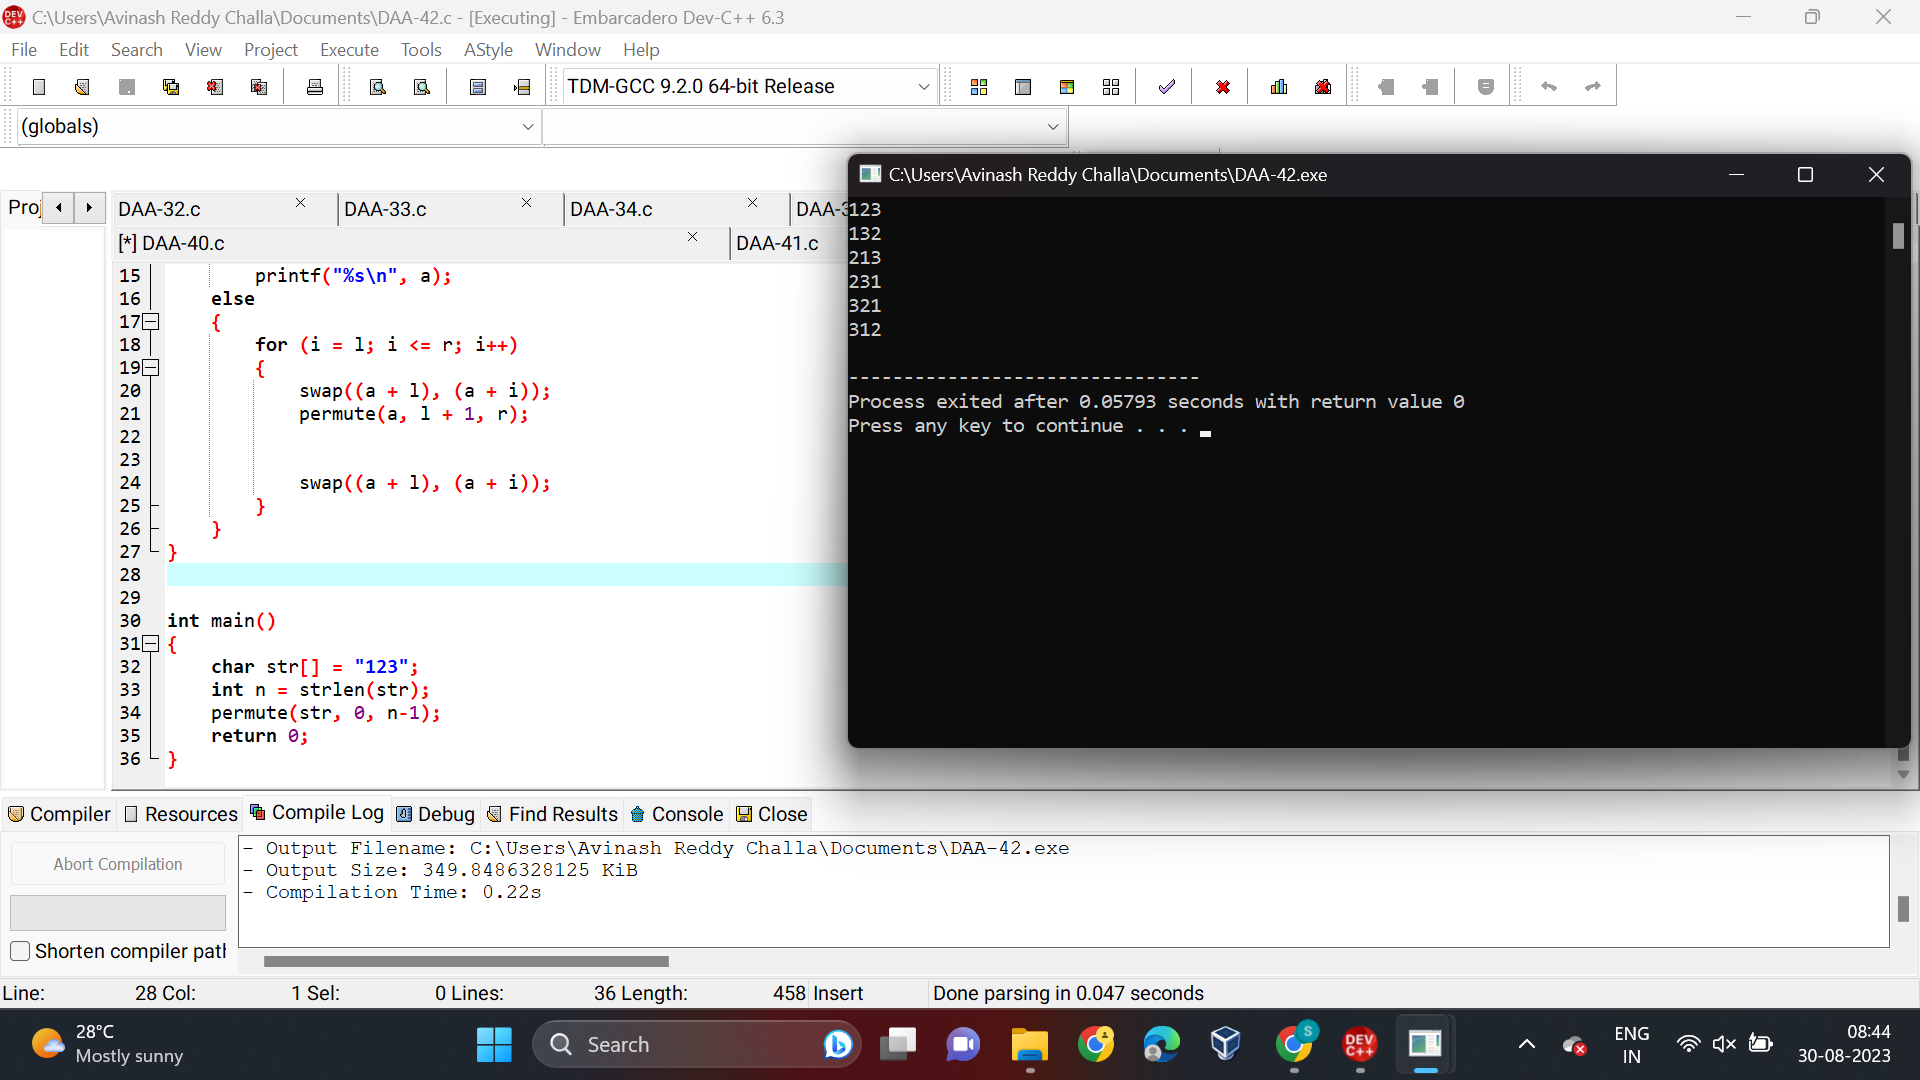 C:\Users\Avinash Reddy Challa\Documents\DAA-42.c - [Executing] - Embarcadero Dev-C++ 6.3
File Edit Search View Project Execute Tools AStyle Window Help
TDM-GCC 9.2.0 64-bit Release
(globals)
Proj
DAA-32.c
DAA-33.c
DAA-34.c
DAA-3
[*] DAA-40.c
DAA-41.c
15 printf("%s\n", a);
16 else
17 {
18 for (i = l; i <= r; i++)
19 {
20 swap((a + l), (a + i));
21 permute(a, l + 1, r);
22
23
24 swap((a + l), (a + i));
25 }
26 }
27 }
28
29
30 int main()
31 {
32 char str[] = "123";
33 int n = strlen(str);
34 permute(str, 0, n-1);
35 return 0;
36 }
C:\Users\Avinash Reddy Challa\Documents\DAA-42.exe
123
132
213
231
321
312
--------------------------------
Process exited after 0.05793 seconds with return value 0
Press any key to continue . . .
Compiler Resources Compile Log Debug Find Results Console Close
Abort Compilation
Shorten compiler path
- Output Filename: C:\Users\Avinash Reddy Challa\Documents\DAA-42.exe
- Output Size: 349.8486328125 KiB
- Compilation Time: 0.22s
Line: 28 Col: 1 Sel: 0 Lines: 36 Length: 458 Insert Done parsing in 0.047 seconds
28°C
Mostly sunny
Search
S
DEV
C++
ENG
IN
08:44
30-08-2023